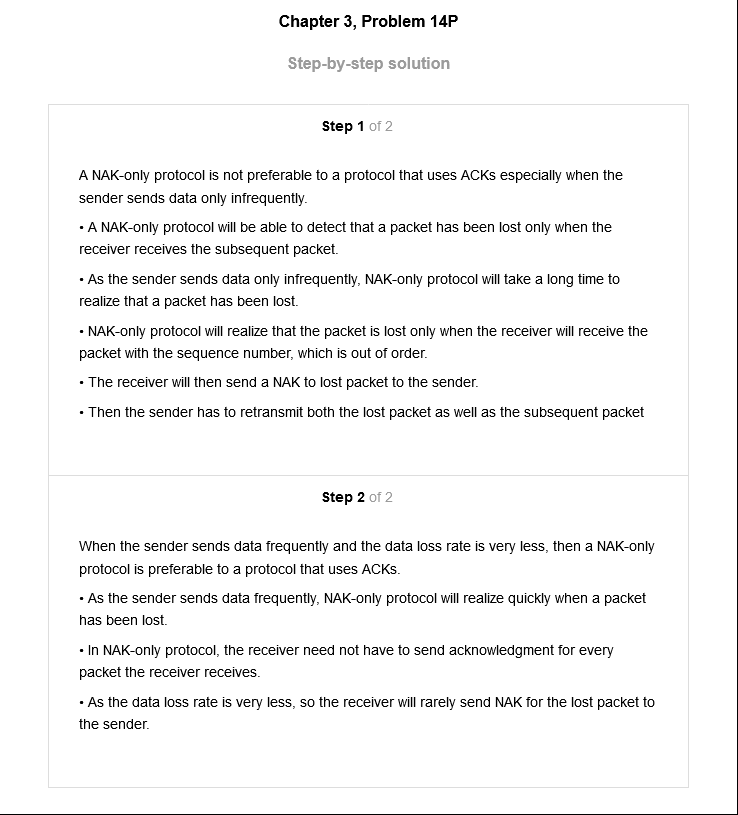 Chapter 3, Problem 14P
Step-by-step solution
Step 1 of 2
A NAK-only protocol is not preferable to a protocol that uses ACKs especially when the
sender sends data only infrequently.
• A NAK-only protocol will be able to detect that a packet has been lost only when the
receiver receives the subsequent packet.
• As the sender sends data only infrequently, NAK-only protocol will take a long time to
realize that a packet has been lost.
• NAK-only protocol will realize that the packet is lost only when the receiver will receive the
packet with the sequence number, which is out of order.
• The receiver will then send a NAK to lost packet to the sender.
• Then the sender has to retransmit both the lost packet as well as the subsequent packet
Step 2 of 2
When the sender sends data frequently and the data loss rate is very less, then a NAK-only
protocol is preferable to a protocol that uses ACKs.
• As the sender sends data frequently, NAK-only protocol will realize quickly when a packet
has been lost.
• In NAK-only protocol, the receiver need not have to send acknowledgment for every
packet the receiver receives.
• As the data loss rate is very less, so the receiver will rarely send NAK for the lost packet to
the sender.